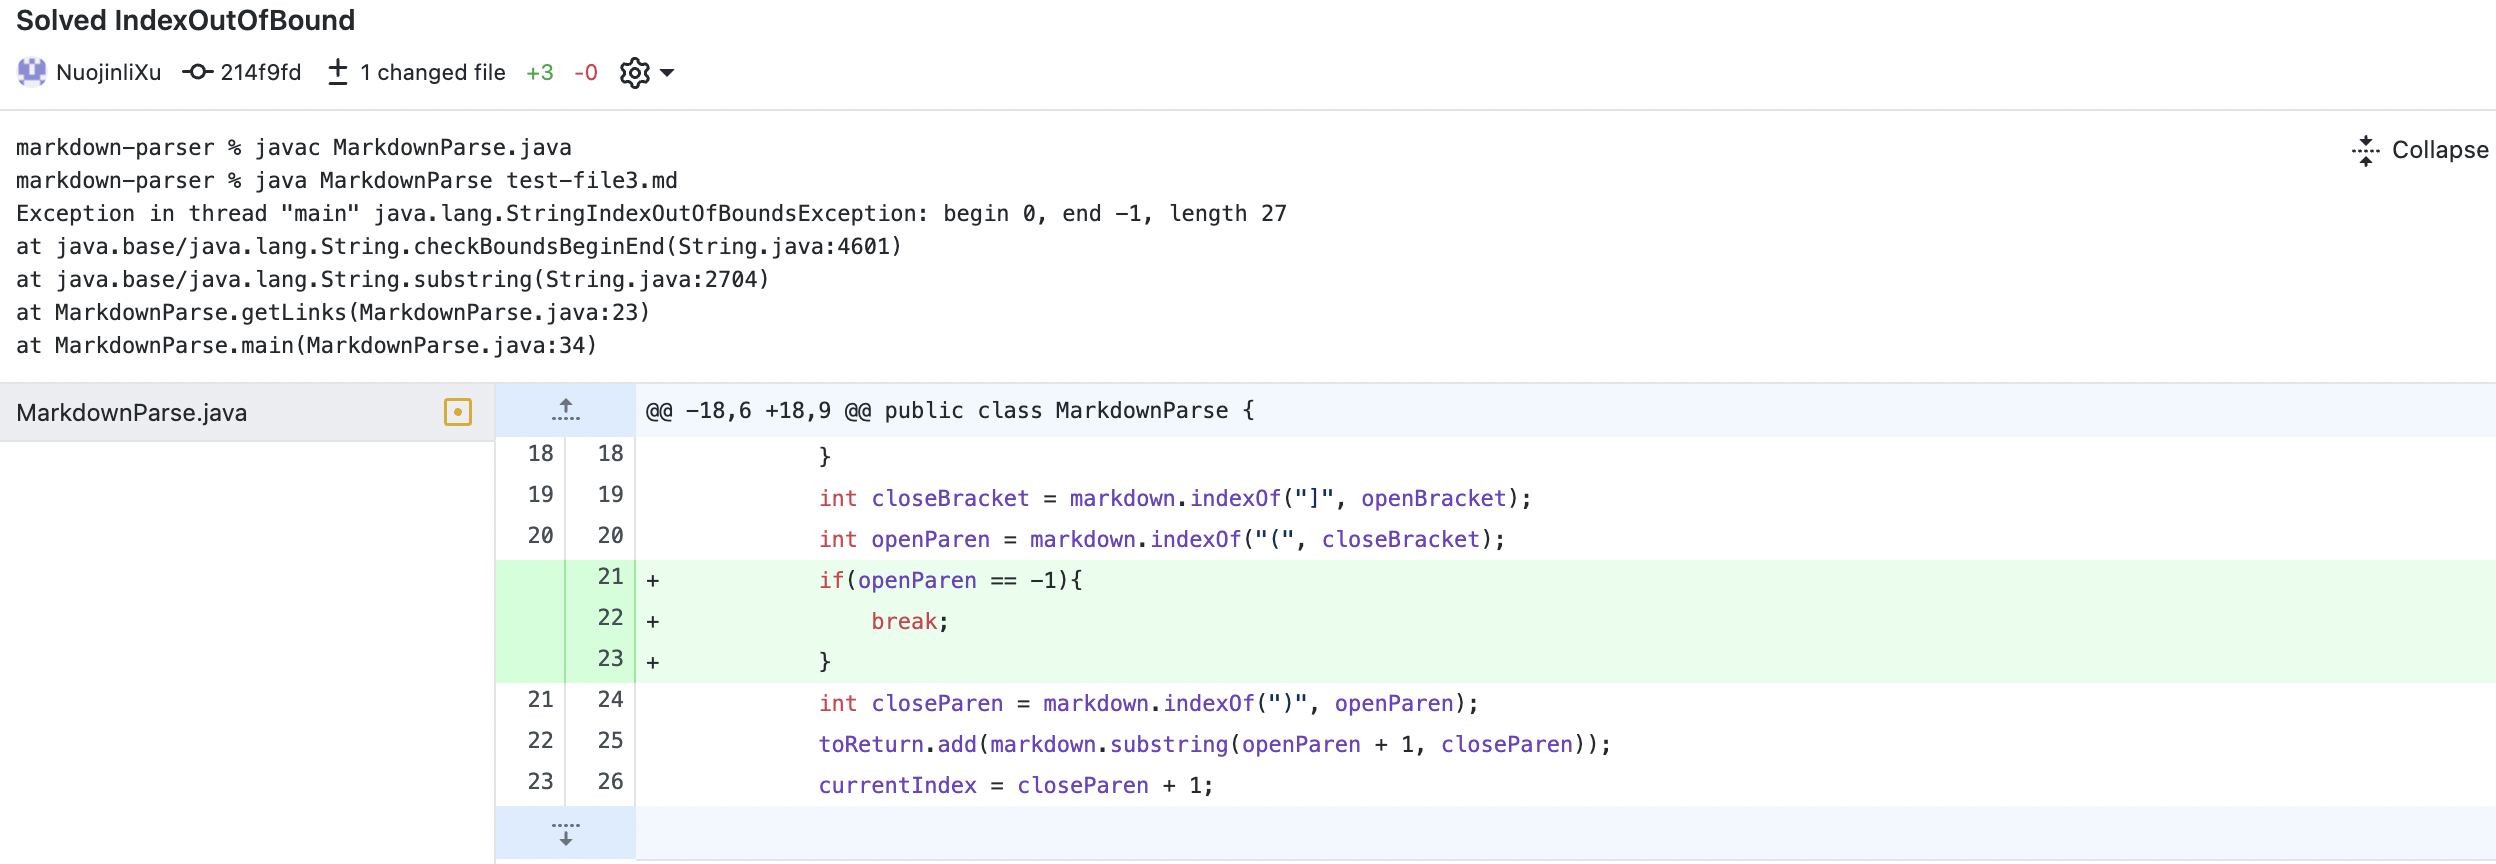 Solved IndexOutOfBound
NuojinliXu 214f9fd ± 1 changed file +3 -0
markdown-parser % javac MarkdownParse.java
Collapse
markdown-parser % java MarkdownParse test-file3.md
Exception in thread "main" java.lang.StringIndexOutOfBoundsException: begin 0, end -1, length 27
at java.base/java.lang.String.checkBoundsBeginEnd(String.java:4601)
at java.base/java.lang.String.substring(String.java:2704)
at MarkdownParse.getLinks(MarkdownParse.java:23)
at MarkdownParse.main(MarkdownParse.java:34)
MarkdownParse.java
@@ -18,6 +18,9 @@ public class MarkdownParse {
18 18 }
19 19 int closeBracket = markdown.indexOf("]", openBracket);
20 20 int openParen = markdown.indexOf("(", closeBracket);
21 + if(openParen == -1){
22 + break;
23 + }
21 24 int closeParen = markdown.indexOf(")", openParen);
22 25 toReturn.add(markdown.substring(openParen + 1, closeParen));
23 26 currentIndex = closeParen + 1;